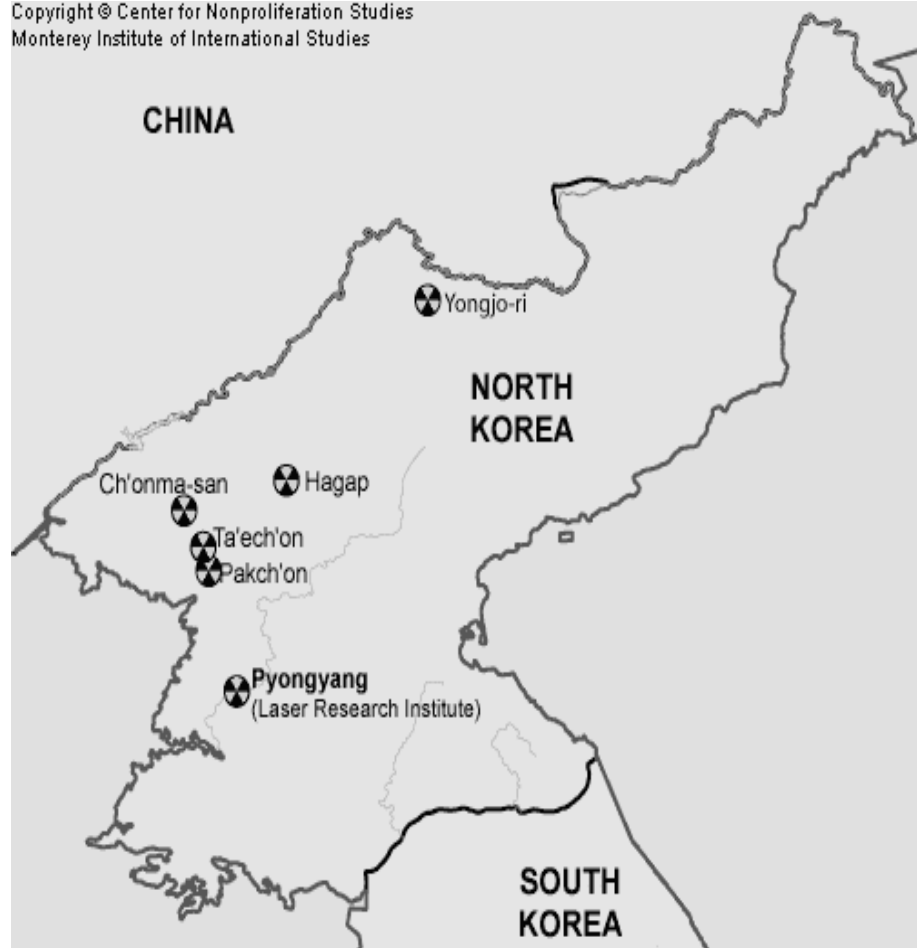 Copyright © Center for Nonproliferation Studies
Monterey Institute of International Studies
CHINA
Yongjo-ri
NORTH
KOREA
Ch'onma-san
Hagap
Ta'ech'on
Pakch'on
Pyongyang
(Laser Research Institute)
SOUTH
KOREA